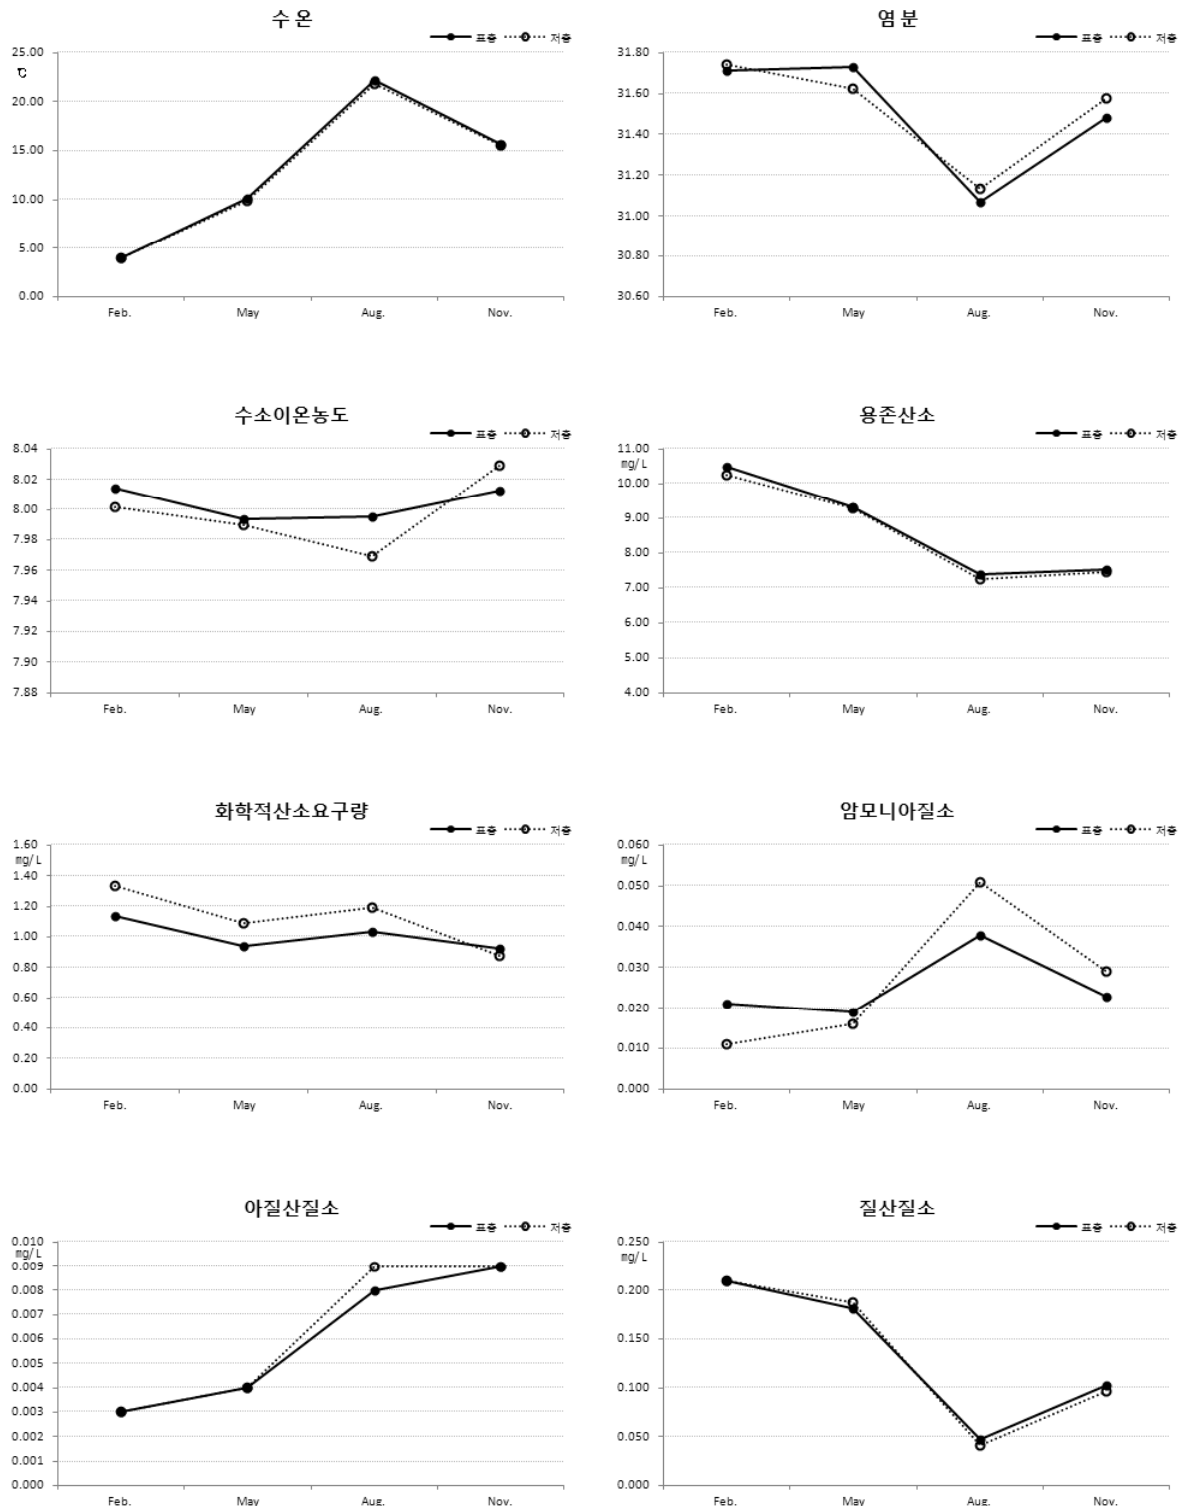 수 온
표층 저층
25.00
℃
20.00
15.00
10.00
5.00
0.00
Feb. May Aug. Nov.
염 분
표층 저층
31.80
31.60
31.40
31.20
31.00
30.80
30.60
Feb. May Aug. Nov.
수소이온농도
표층 저층
8.04
8.02
8.00
7.98
7.96
7.94
7.92
7.90
7.88
Feb. May Aug. Nov.
용존산소
표층 저층
11.00
mg/L
10.00
9.00
8.00
7.00
6.00
5.00
4.00
Feb. May Aug. Nov.
화학적산소요구량
표층 저층
1.60
mg/L
1.40
1.20
1.00
0.80
0.60
0.40
0.20
0.00
Feb. May Aug. Nov.
암모니아질소
표층 저층
0.060
mg/L
0.050
0.040
0.030
0.020
0.010
0.000
Feb. May Aug. Nov.
아질산질소
표층 저층
0.010
mg/L
0.009
0.008
0.007
0.006
0.005
0.004
0.003
0.002
0.001
0.000
Feb. May Aug. Nov.
질산질소
표층 저층
0.250
mg/L
0.200
0.150
0.100
0.050
0.000
Feb. May Aug. Nov.